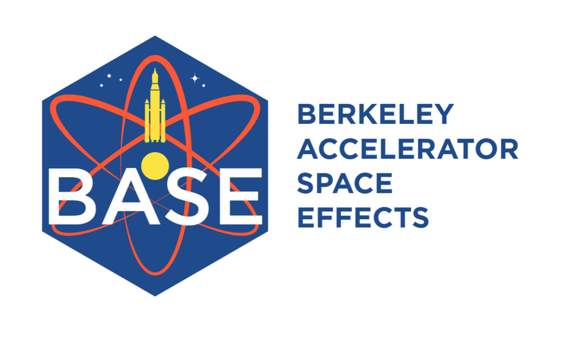 BASE
BERKELEY
ACCELERATOR
SPACE
EFFECTS